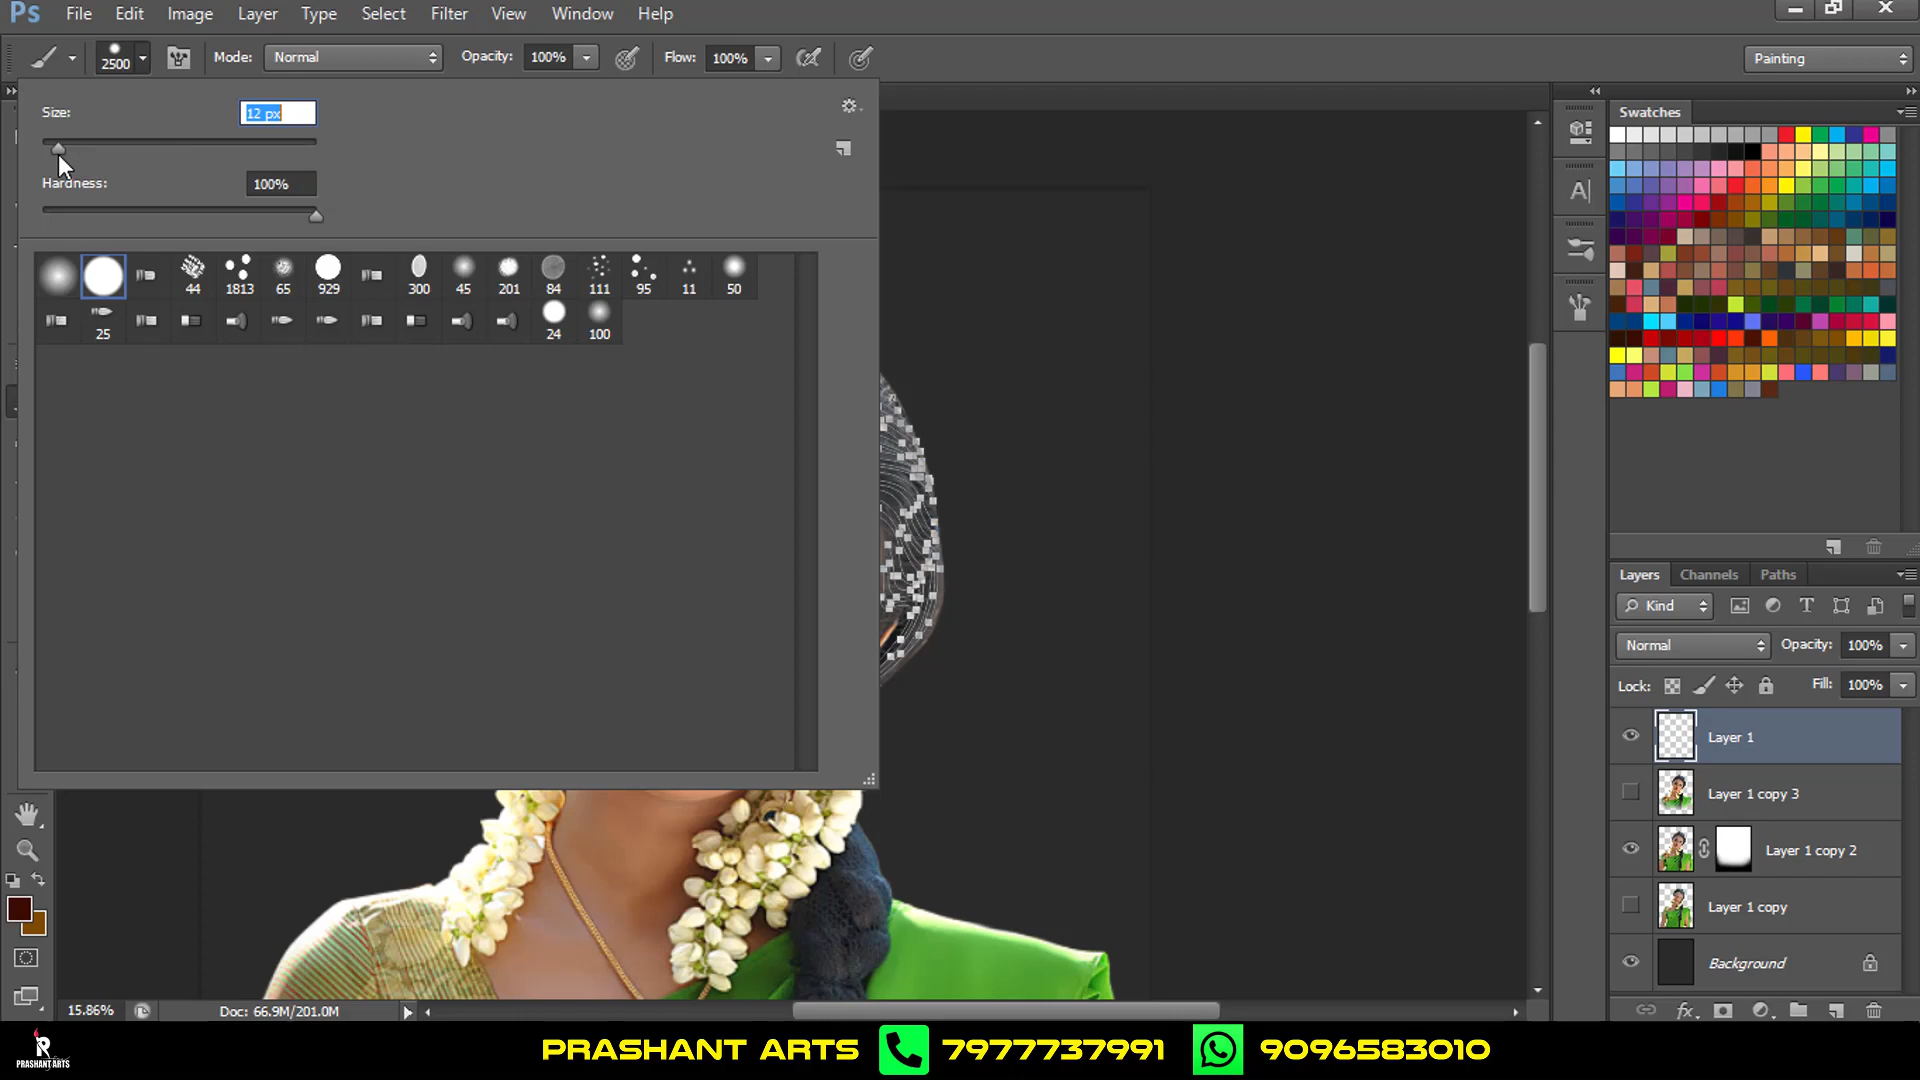 Ps File Edit Image Layer Type Select Filter View Window Help
2500 Mode: Normal Opacity: 100% Flow: 100% Painting
Size: 12 px
Hardness: 100%
44 1813 65 929 300 45 201 84 111 95 11 50
25 24 100
Swatches
A
Layers Channels Paths
Kind T
Normal Opacity: 100%
Lock: Fill: 100%
Layer 1
Layer 1 copy 3
Layer 1 copy 2
Layer 1 copy
Background
fx
15.86% Doc: 66.9M/201.0M
PRASHANT ARTS PRASHANT ARTS 7977737991 9096583010